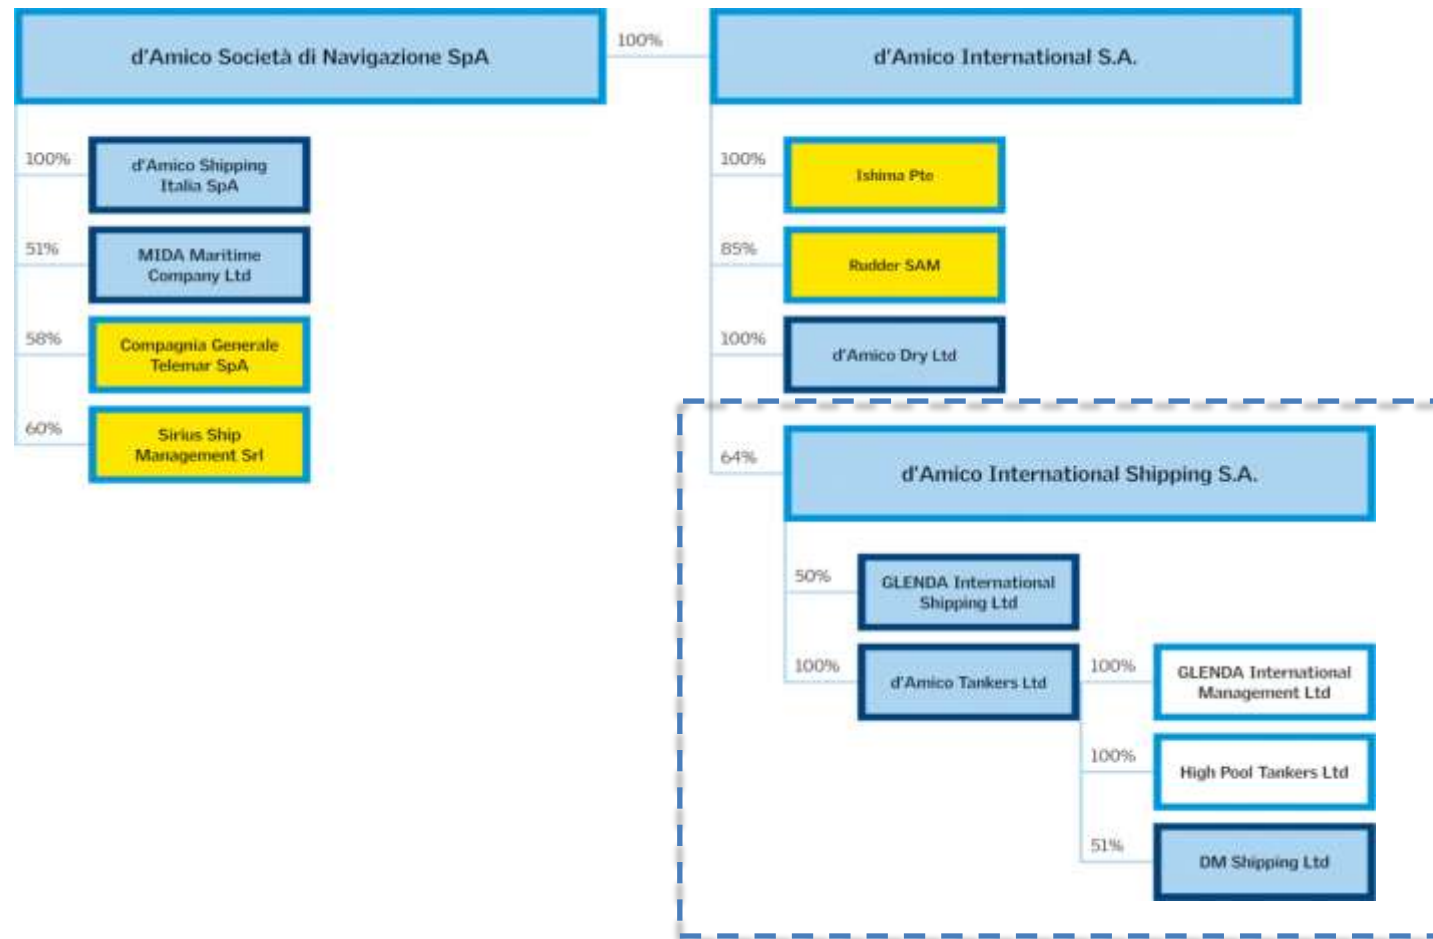 d'Amico Società di Navigazione SpA
100%
d'Amico International S.A.
100%
d'Amico Shipping
Italia SpA
51%
MIDA Maritime
Company Ltd
58%
Compagnia Generale
Telemar SpA
60%
Sirius Ship
Management Srl
100%
Ishima Pte
85%
Rudder SAM
100%
d'Amico Dry Ltd
64%
d'Amico International Shipping S.A.
50%
GLENDA International
Shipping Ltd
100%
d'Amico Tankers Ltd
100%
GLENDA International
Management Ltd
100%
High Pool Tankers Ltd
51%
DM Shipping Ltd